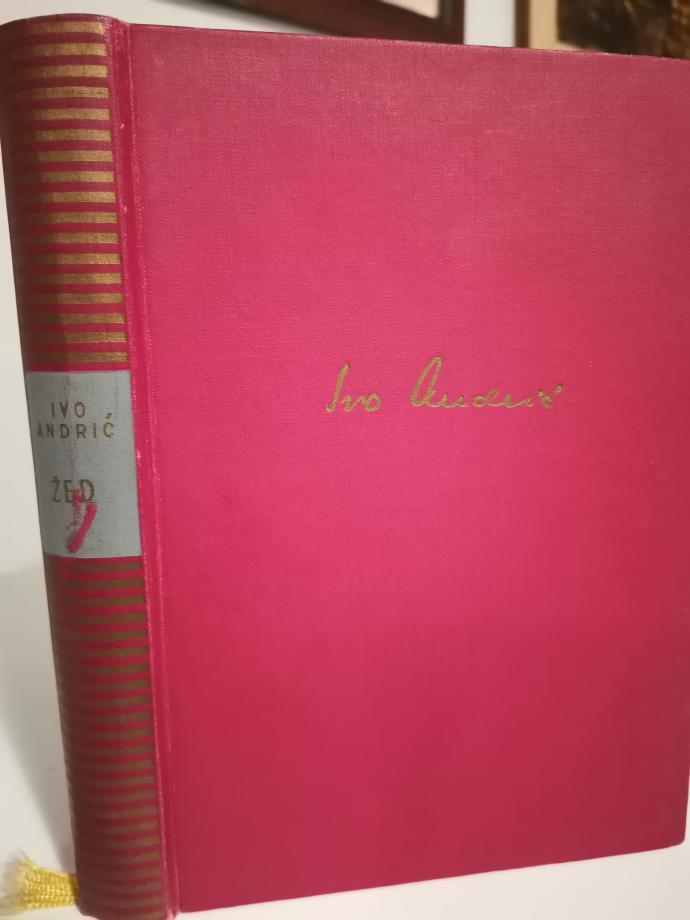 IVO
ANDRIĆ
ŽEĐ
Ivo Andrić